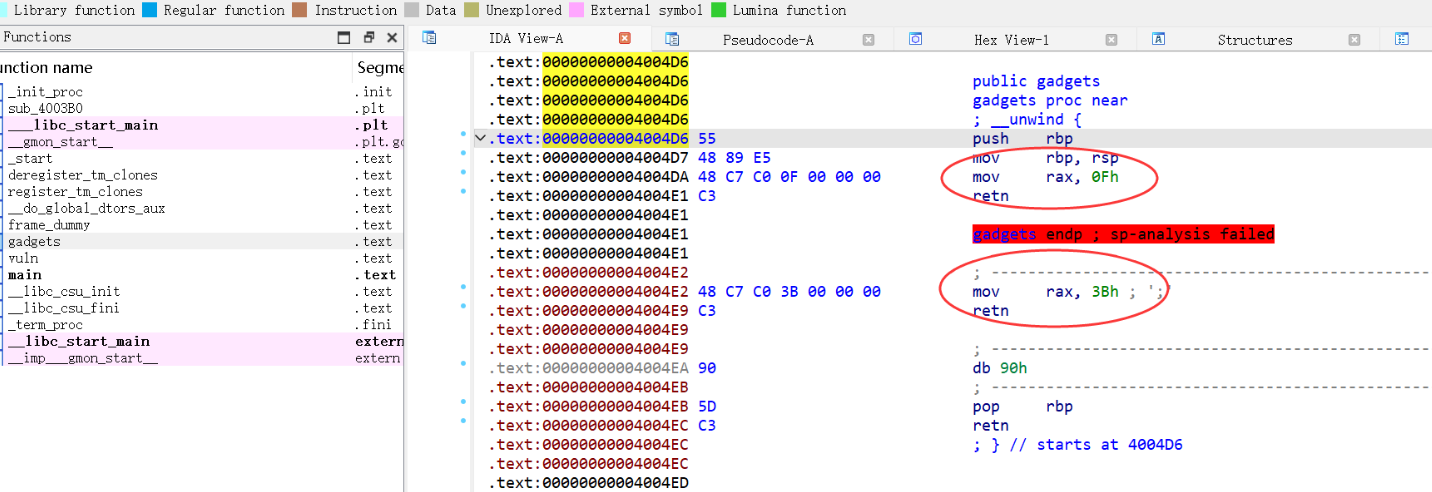 Library function Regular function Instruction Data Unexplored External symbol Lumina function
Functions
IDA View-A Pseudocode-A Hex View-1 Structures
unction name Segme
_init_proc .init
sub_4003B0 .plt
___libc_start_main .plt
__gmon_start__ .plt.go
_start .text
deregister_tm_clones .text
register_tm_clones .text
__do_global_dtors_aux .text
frame_dummy .text
gadgets .text
vuln .text
main .text
__libc_csu_init .text
__libc_csu_fini .text
_term_proc .fini
__libc_start_main extern
__imp___gmon_start__ extern
.text:00000000004004D6
.text:00000000004004D6 public gadgets
.text:00000000004004D6 gadgets proc near
.text:00000000004004D6 ; __unwind {
.text:00000000004004D6 55 push rbp
.text:00000000004004D7 48 89 E5 mov rbp, rsp
.text:00000000004004DA 48 C7 C0 0F 00 00 00 mov rax, 0Fh
.text:00000000004004E1 C3 retn
.text:00000000004004E1
.text:00000000004004E1 gadgets endp ; sp-analysis failed
.text:00000000004004E1
.text:00000000004004E2 ; ---------------------------------------------------
.text:00000000004004E2 48 C7 C0 3B 00 00 00 mov rax, 3Bh ; ';'
.text:00000000004004E9 C3 retn
.text:00000000004004E9
.text:00000000004004E9 ; ---------------------------------------------------
.text:00000000004004EA 90 db 90h
.text:00000000004004EB ; ---------------------------------------------------
.text:00000000004004EB 5D pop rbp
.text:00000000004004EC C3 retn
.text:00000000004004EC ; } // starts at 4004D6
.text:00000000004004EC
.text:00000000004004ED